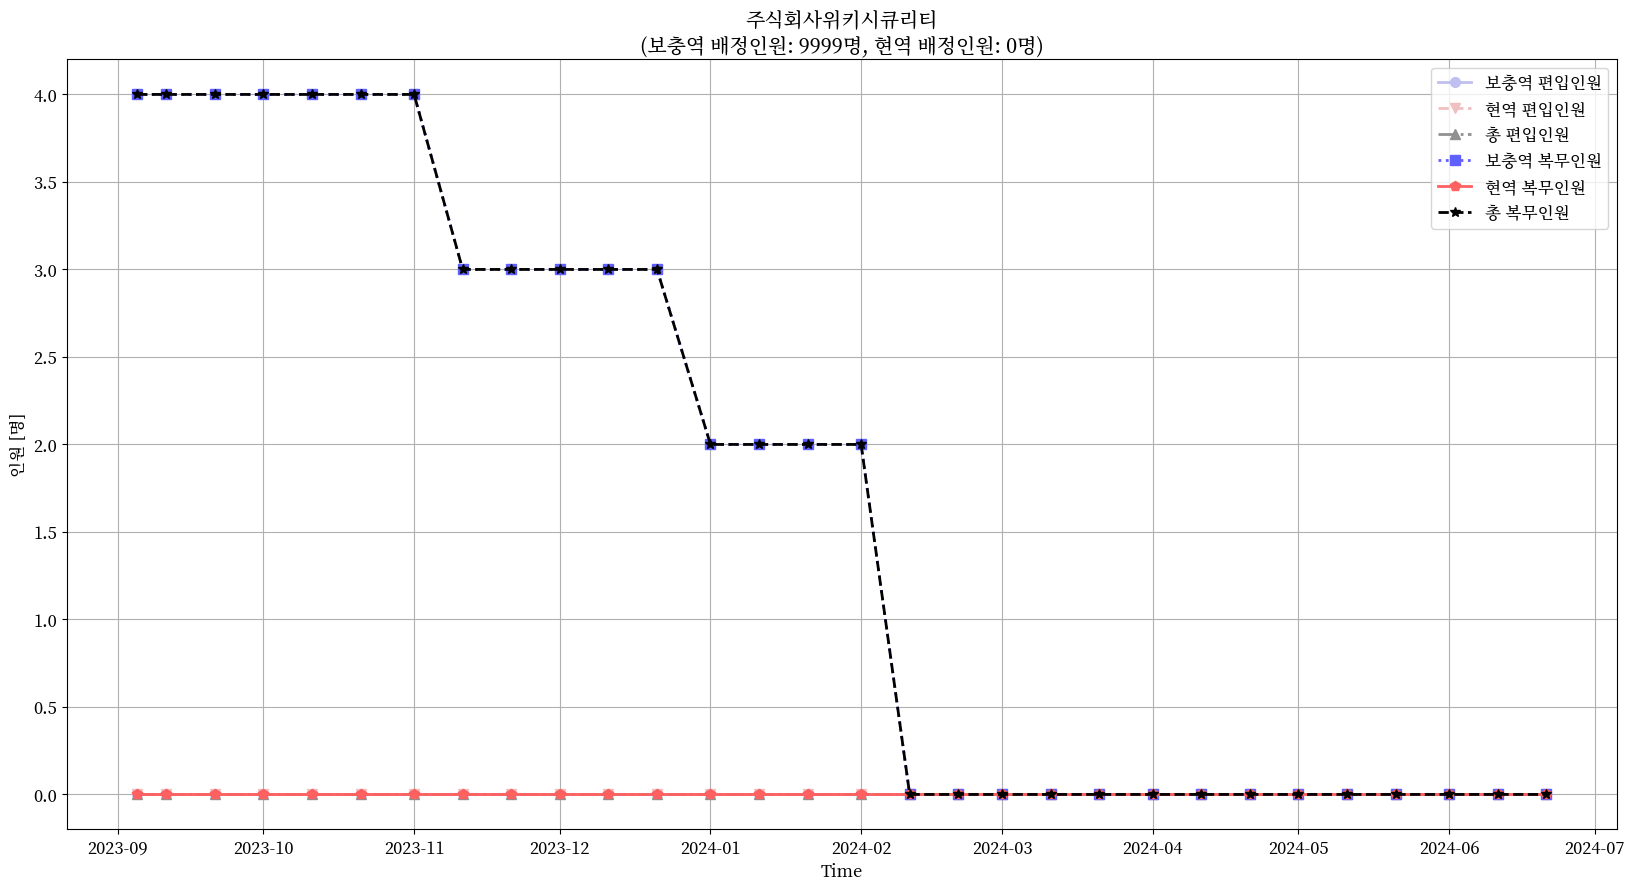 주식회사위키시큐리티
(보충역 배정인원: 9999명, 현역 배정인원: 0명)
보충역 편입인원
현역 편입인원
총 편입인원
보충역 복무인원
현역 복무인원
총 복무인원
인원 [명]
4.0
3.5
3.0
2.5
2.0
1.5
1.0
0.5
0.0
2023-09
2023-10
2023-11
2023-12
2024-01
2024-02
2024-03
2024-04
2024-05
2024-06
2024-07
Time